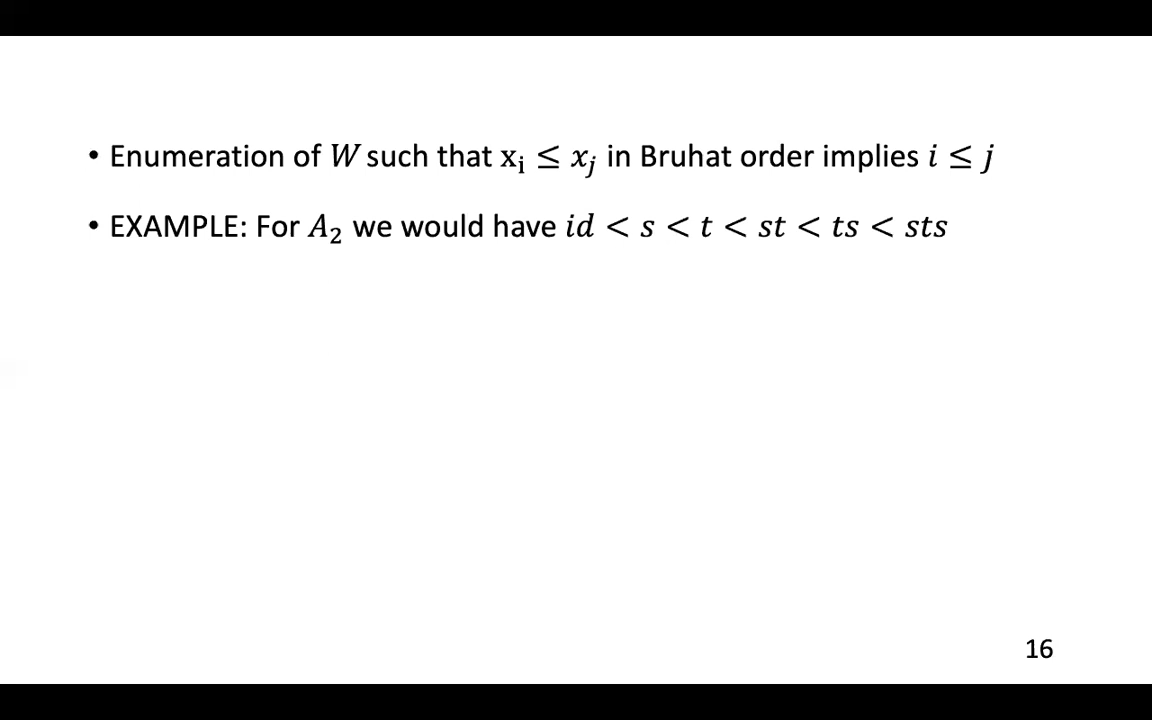 • Enumeration of W such that xᵢ ≤ xⱼ in Bruhat order implies i ≤ j
• EXAMPLE: For A₂ we would have id < s < t < st < ts < sts
16